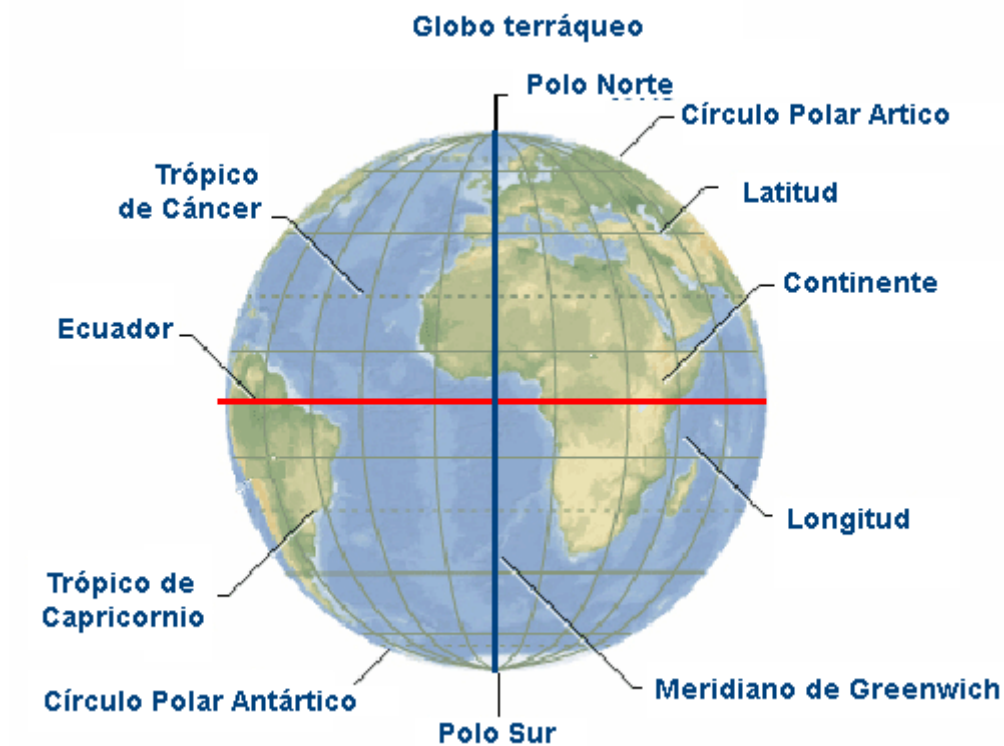 Globo terráqueo
Polo Norte
Círculo Polar Artico
Trópico
de Cáncer
Latitud
Continente
Ecuador
Longitud
Trópico de
Capricornio
Meridiano de Greenwich
Círculo Polar Antártico
Polo Sur